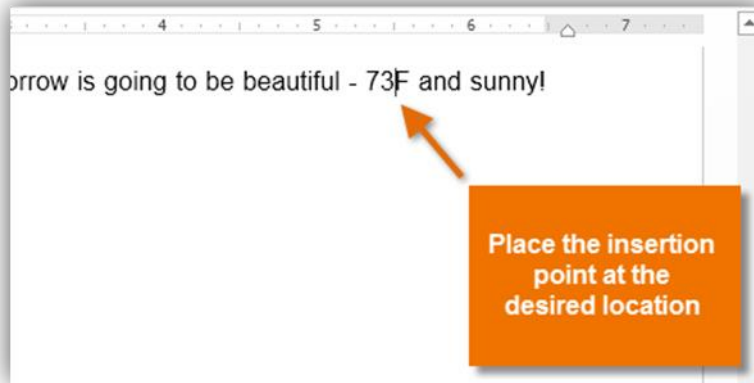 4 5 6 7
orrow is going to be beautiful - 73F and sunny!
Place the insertion
point at the
desired location